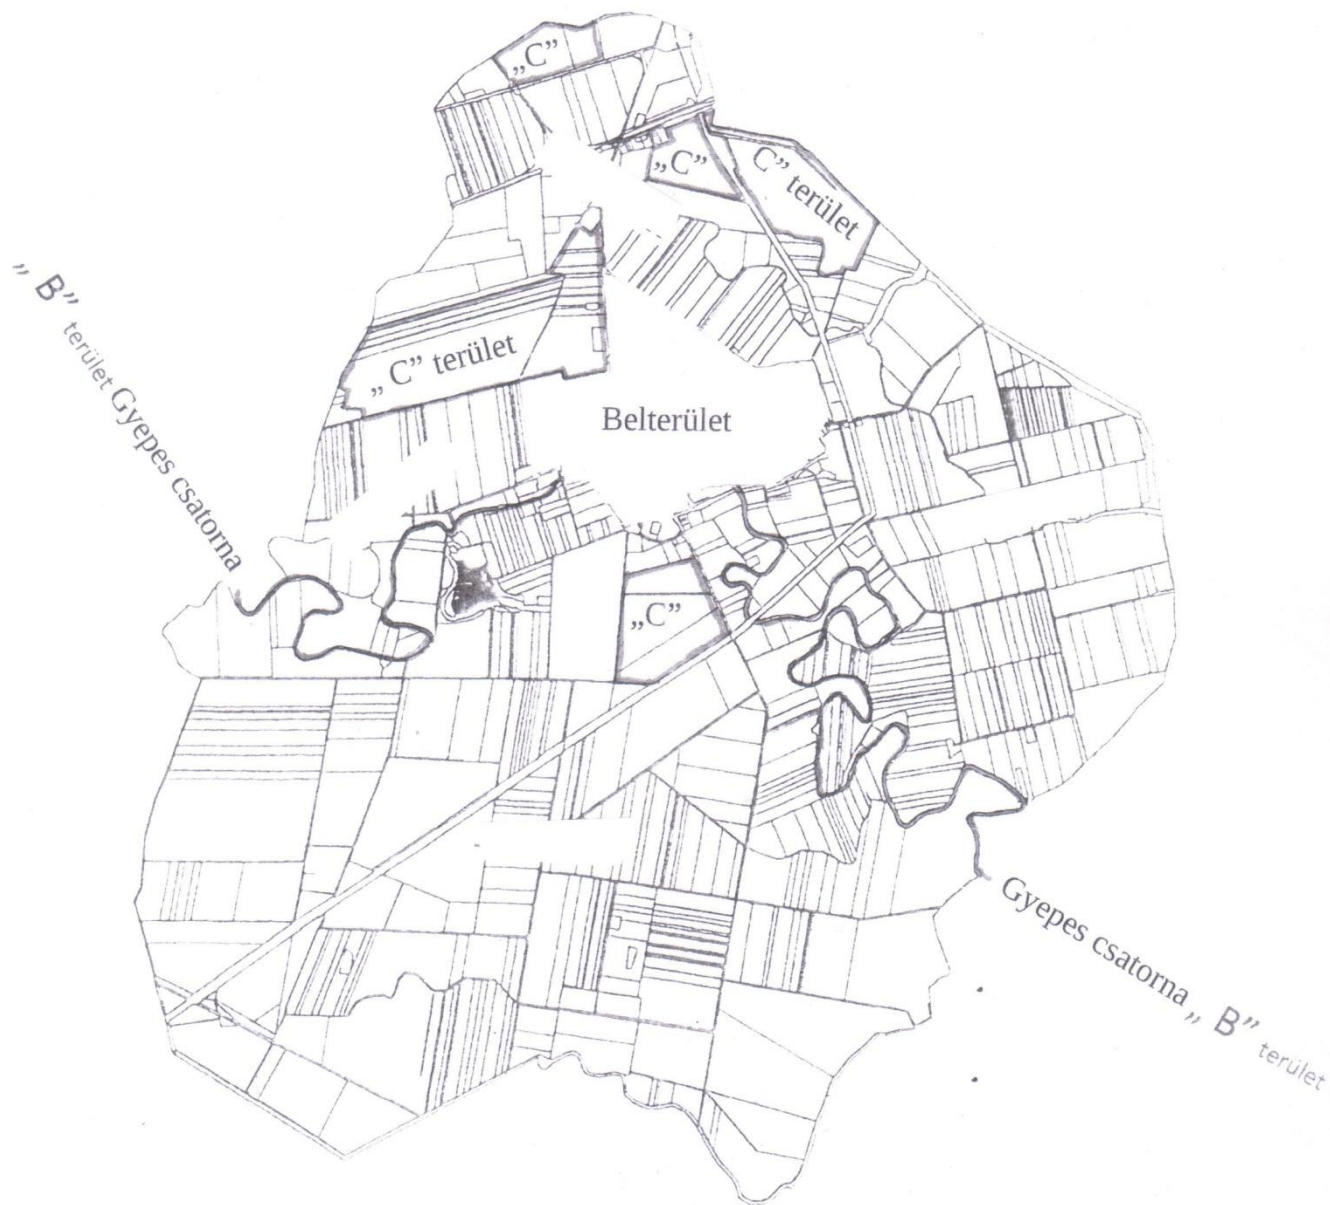 „C”
„C”
C” terület
„ B” terület Gyepes csatorna
„ C” terület
Belterület
„C”
Gyepes csatorna „ B” terület